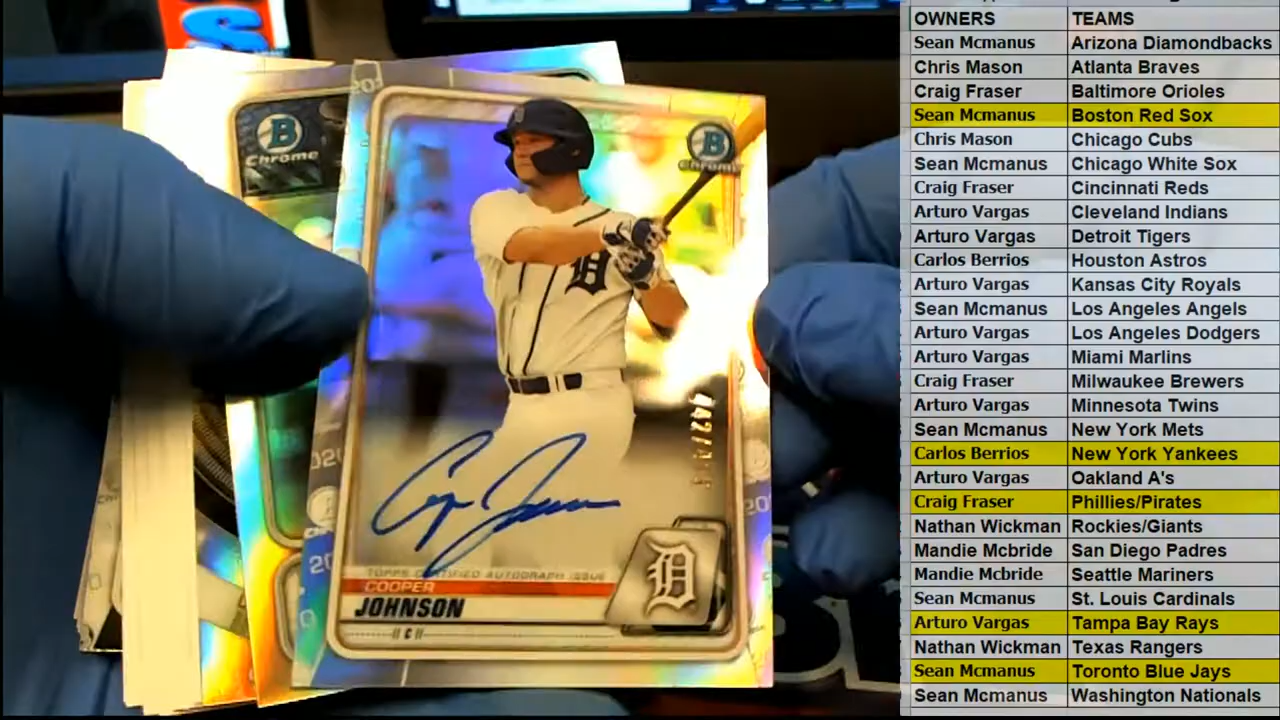 S
B
Chrome
B
Chrome
D
TOPPS CERTIFIED AUTOGRAPH ISSUE
COOPER
JOHNSON
C
OWNERS TEAMS
Sean Mcmanus Arizona Diamondbacks
Chris Mason Atlanta Braves
Craig Fraser Baltimore Orioles
Sean Mcmanus Boston Red Sox
Chris Mason Chicago Cubs
Sean Mcmanus Chicago White Sox
Craig Fraser Cincinnati Reds
Arturo Vargas Cleveland Indians
Arturo Vargas Detroit Tigers
Carlos Berrios Houston Astros
Arturo Vargas Kansas City Royals
Sean Mcmanus Los Angeles Angels
Arturo Vargas Los Angeles Dodgers
Arturo Vargas Miami Marlins
Craig Fraser Milwaukee Brewers
Arturo Vargas Minnesota Twins
Sean Mcmanus New York Mets
Carlos Berrios New York Yankees
Arturo Vargas Oakland A's
Craig Fraser Phillies/Pirates
Nathan Wickman Rockies/Giants
Mandie Mcbride San Diego Padres
Mandie Mcbride Seattle Mariners
Sean Mcmanus St. Louis Cardinals
Arturo Vargas Tampa Bay Rays
Nathan Wickman Texas Rangers
Sean Mcmanus Toronto Blue Jays
Sean Mcmanus Washington Nationals